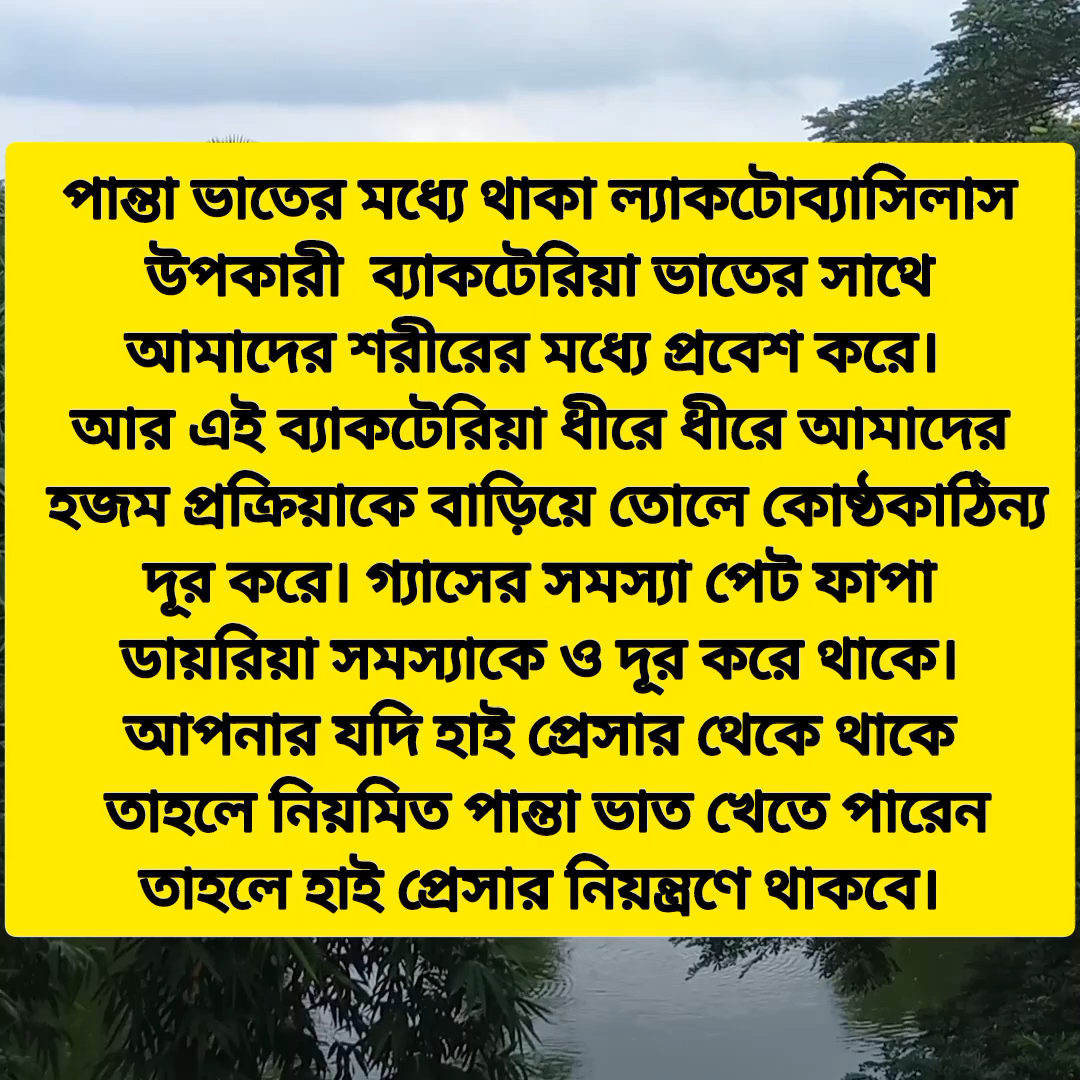 পান্তা ভাতের মধ্যে থাকা ল্যাকটোব্যাসিলাস
উপকারী ব্যাকটেরিয়া ভাতের সাথে
আমাদের শরীরের মধ্যে প্রবেশ করে।
আর এই ব্যাকটেরিয়া ধীরে ধীরে আমাদের
হজম প্রক্রিয়াকে বাড়িয়ে তোলে কোষ্ঠকাঠিন্য
দূর করে। গ্যাসের সমস্যা পেট ফাপা
ডায়রিয়া সমস্যাকে ও দূর করে থাকে।
আপনার যদি হাই প্রেসার থেকে থাকে
তাহলে নিয়মিত পান্তা ভাত খেতে পারেন
তাহলে হাই প্রেসার নিয়ন্ত্রণে থাকবে।